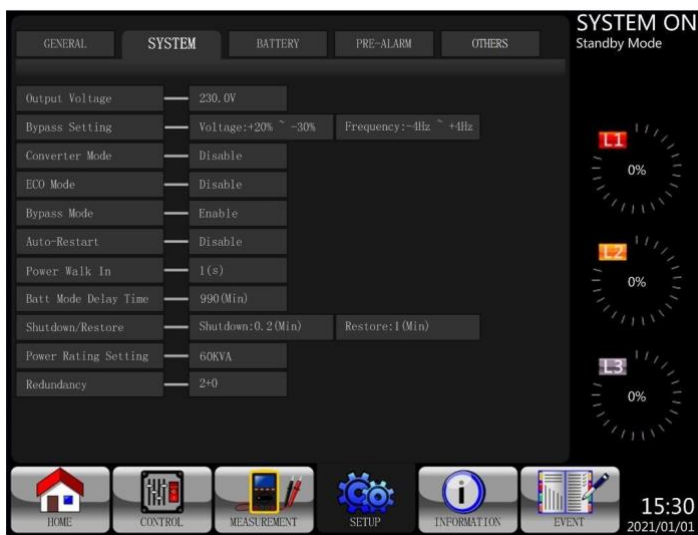 GENERAL SYSTEM BATTERY PRE-ALARM OTHERS
SYSTEM ON
Standby Mode
Output Voltage 230.0V
Bypass Setting Voltage:+20% ~ -30% Frequency:-4Hz ~ +4Hz
Converter Mode Disable
ECO Mode Disable
Bypass Mode Enable
Auto-Restart Disable
Power Walk In 1(s)
Batt Mode Delay Time 990(Min)
Shutdown/Restore Shutdown:0.2(Min) Restore:1(Min)
Power Rating Setting 60KVA
Redundancy 2+0
L1
0%
L2
0%
L3
0%
HOME CONTROL MEASUREMENT SETUP INFORMATION EVENT
15:30
2021/01/01